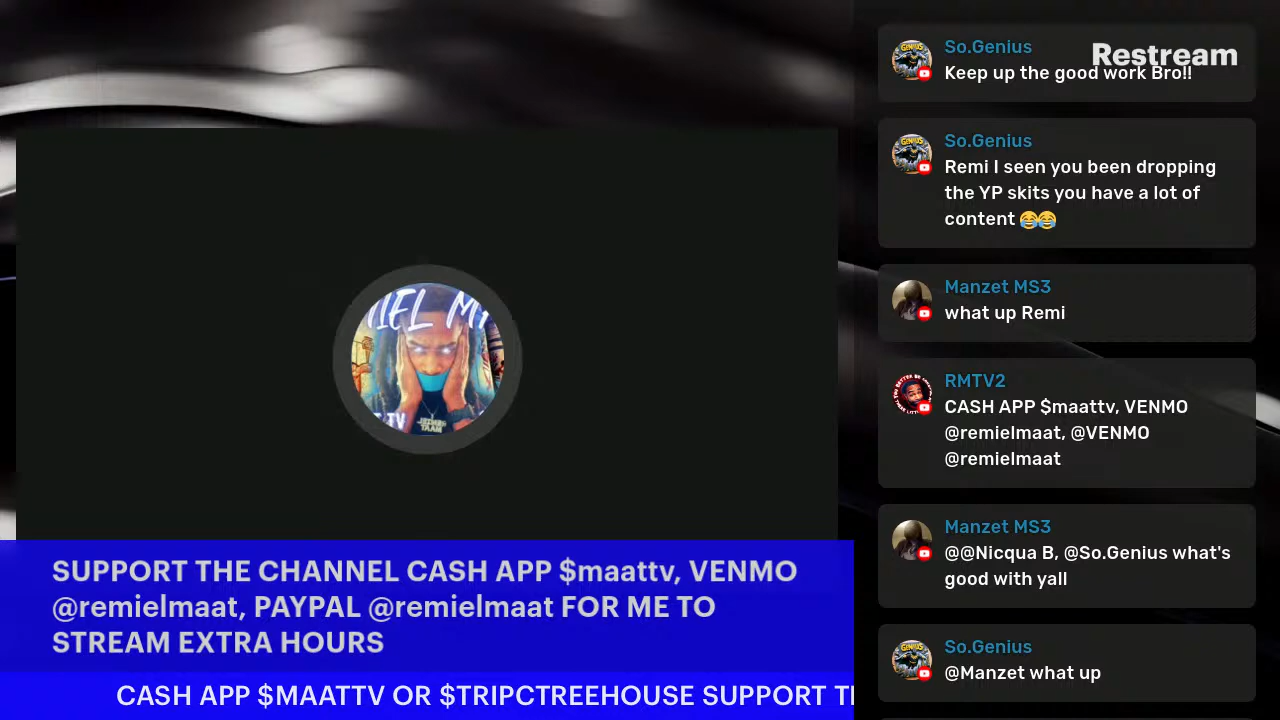 SUPPORT THE CHANNEL CASH APP $maattv, VENMO
@remielmaat, PAYPAL @remielmaat FOR ME TO
STREAM EXTRA HOURS
CASH APP $MAATTV OR $TRIPCTREEHOUSE SUPPORT
Restream
So.Genius
Keep up the good work Bro!!
So.Genius
Remi I seen you been dropping
the YP skits you have a lot of
content 😂😂
Manzet MS3
what up Remi
RMTV2
CASH APP $maattv, VENMO
@remielmaat, @VENMO
@remielmaat
Manzet MS3
@@Nicqua B, @So.Genius what's
good with yall
So.Genius
@Manzet what up